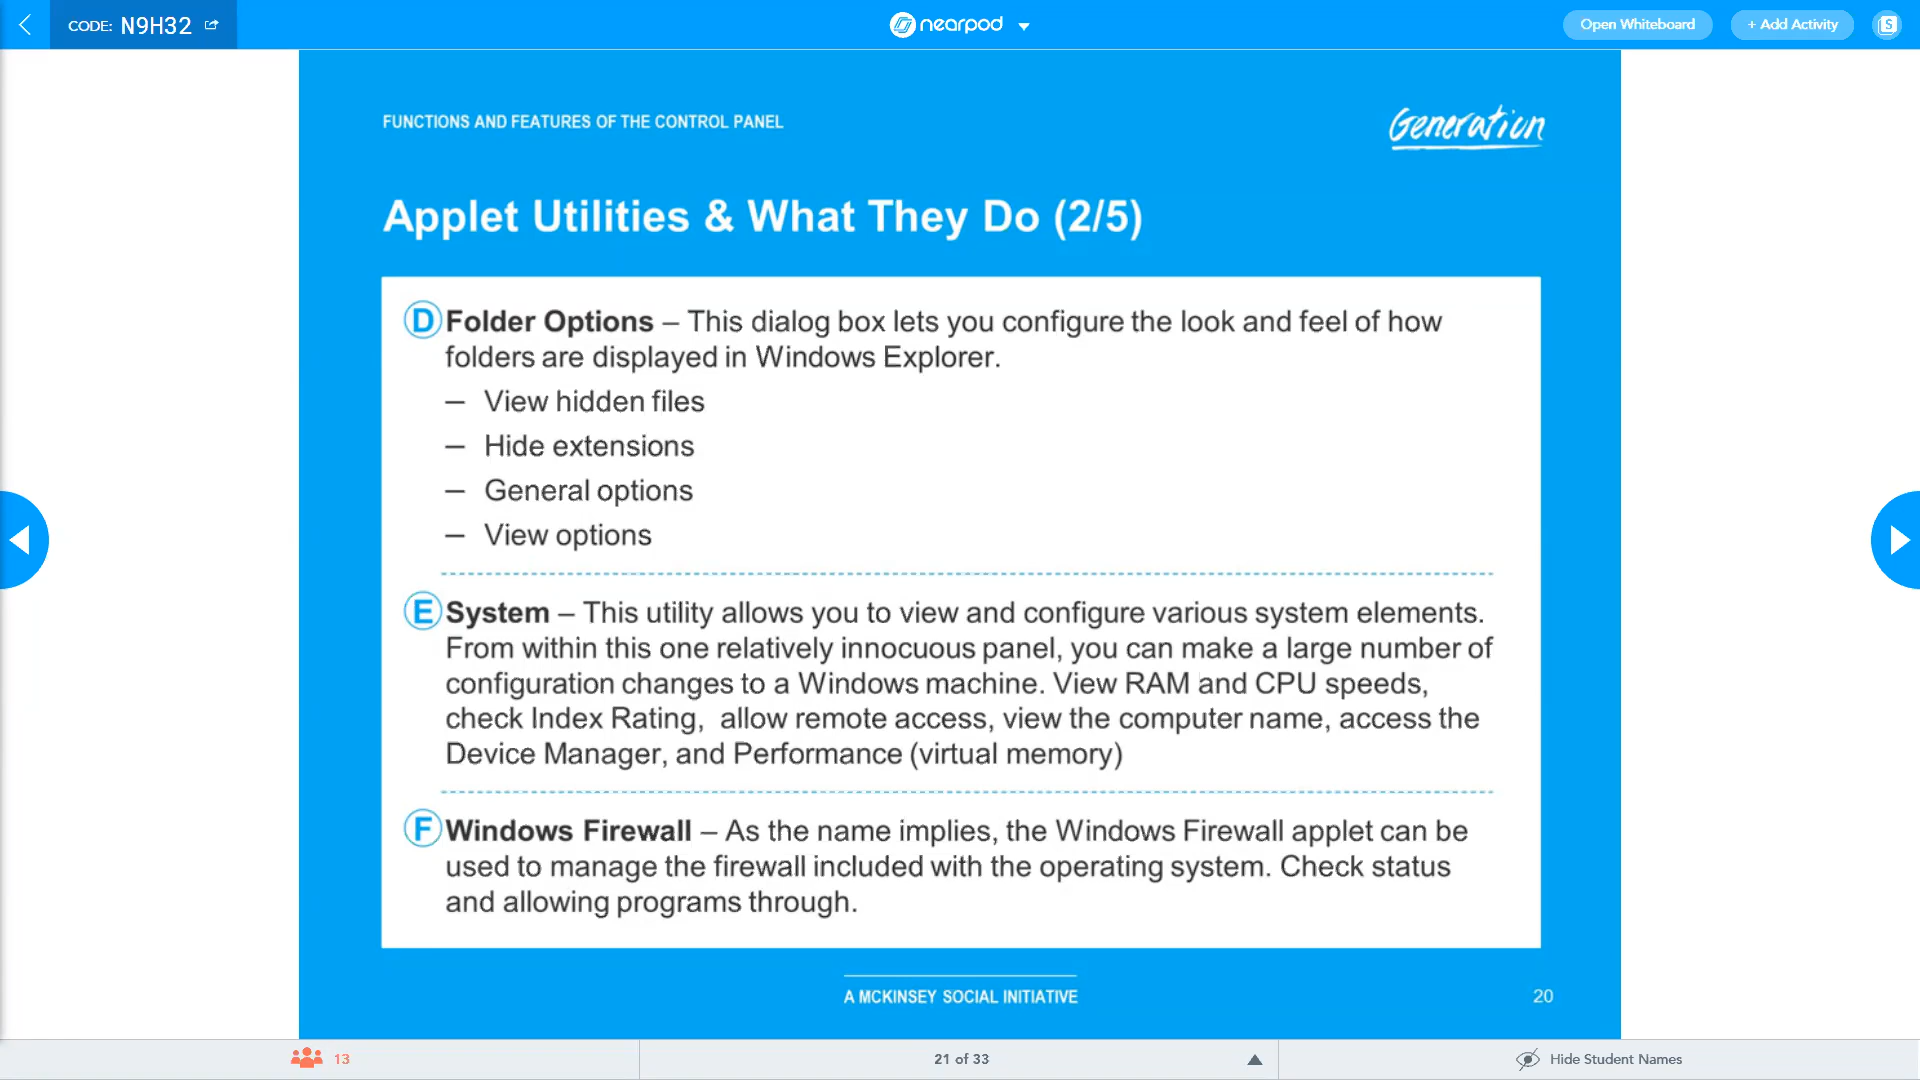 CODE: N9H32
nearpod
Open Whiteboard
+ Add Activity
S
FUNCTIONS AND FEATURES OF THE CONTROL PANEL
Generation
Applet Utilities & What They Do (2/5)
D Folder Options – This dialog box lets you configure the look and feel of how
folders are displayed in Windows Explorer.
– View hidden files
– Hide extensions
– General options
– View options
E System – This utility allows you to view and configure various system elements.
From within this one relatively innocuous panel, you can make a large number of
configuration changes to a Windows machine. View RAM and CPU speeds,
check Index Rating, allow remote access, view the computer name, access the
Device Manager, and Performance (virtual memory)
F Windows Firewall – As the name implies, the Windows Firewall applet can be
used to manage the firewall included with the operating system. Check status
and allowing programs through.
A MCKINSEY SOCIAL INITIATIVE
20
13
21 of 33
Hide Student Names